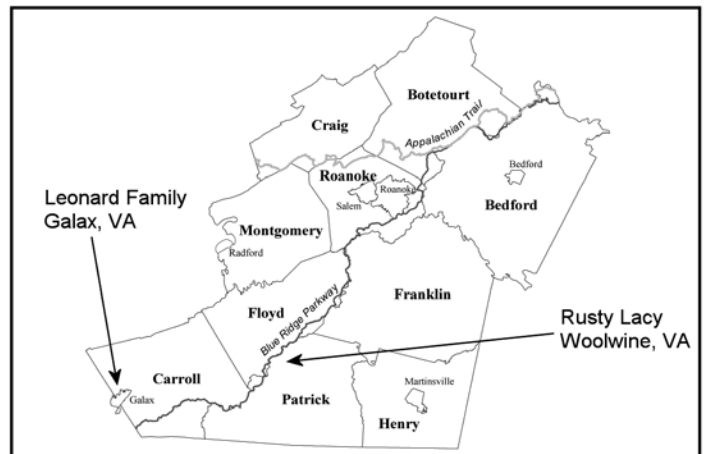 Botetourt
Craig
Appalachian Trail
Roanoke
Bedford
Roanoke
Salem
Bedford
Leonard Family
Galax, VA
Montgomery
Radford
Floyd
Franklin
Blue Ridge Parkway
Rusty Lacy
Woolwine, VA
Carroll
Galax
Patrick
Martinsville
Henry